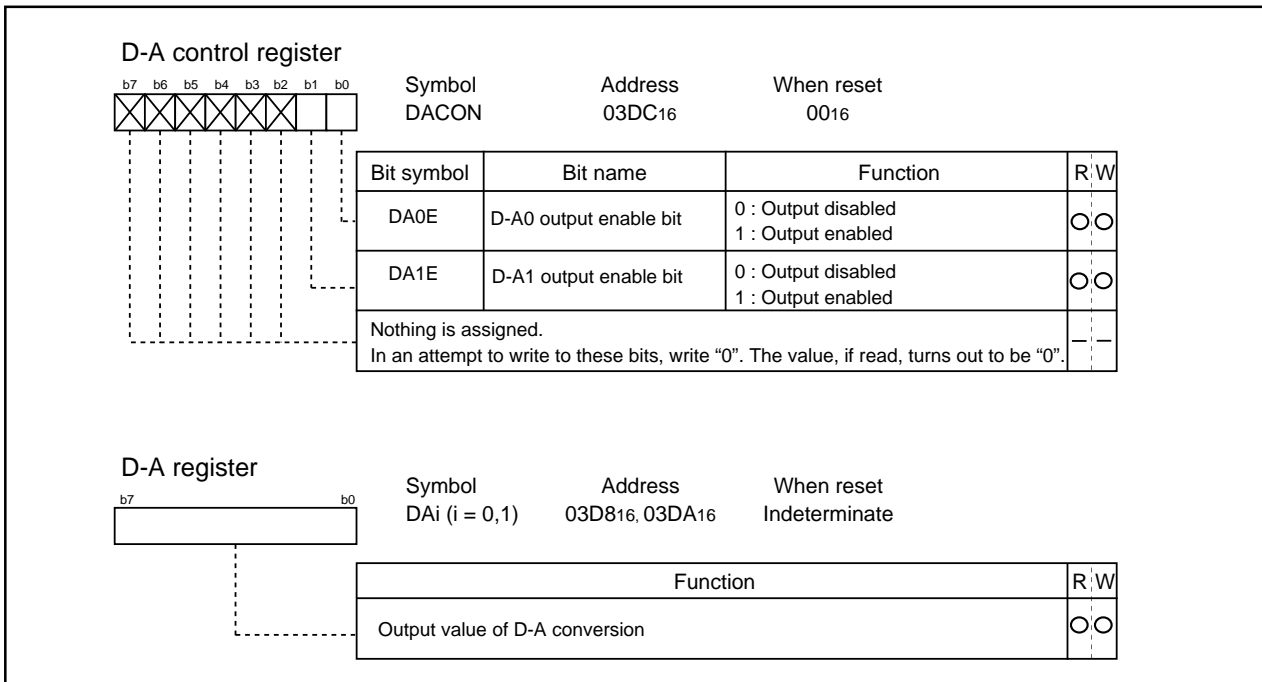 D-A control register
b7 b6 b5 b4 b3 b2 b1 b0
Symbol Address When reset
DACON 03DC16 0016
Bit symbol Bit name Function R W
DA0E D-A0 output enable bit 0 : Output disabled
1 : Output enabled
DA1E D-A1 output enable bit 0 : Output disabled
1 : Output enabled
Nothing is assigned.
In an attempt to write to these bits, write “0”. The value, if read, turns out to be “0”.
D-A register
b7 b0
Symbol Address When reset
DAi (i = 0,1) 03D816, 03DA16 Indeterminate
Function R W
Output value of D-A conversion